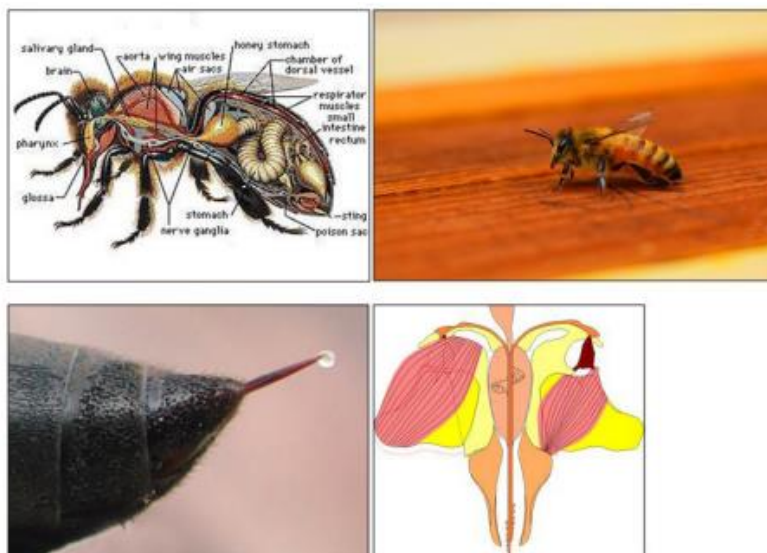 salivary gland
aorta
wing muscles
honey stomach
brain
air sacs
chamber of
dorsal vessel
respirator
muscles
small
intestine
rectum
pharynx
glossa
stomach
nerve ganglia
sting
poison sac